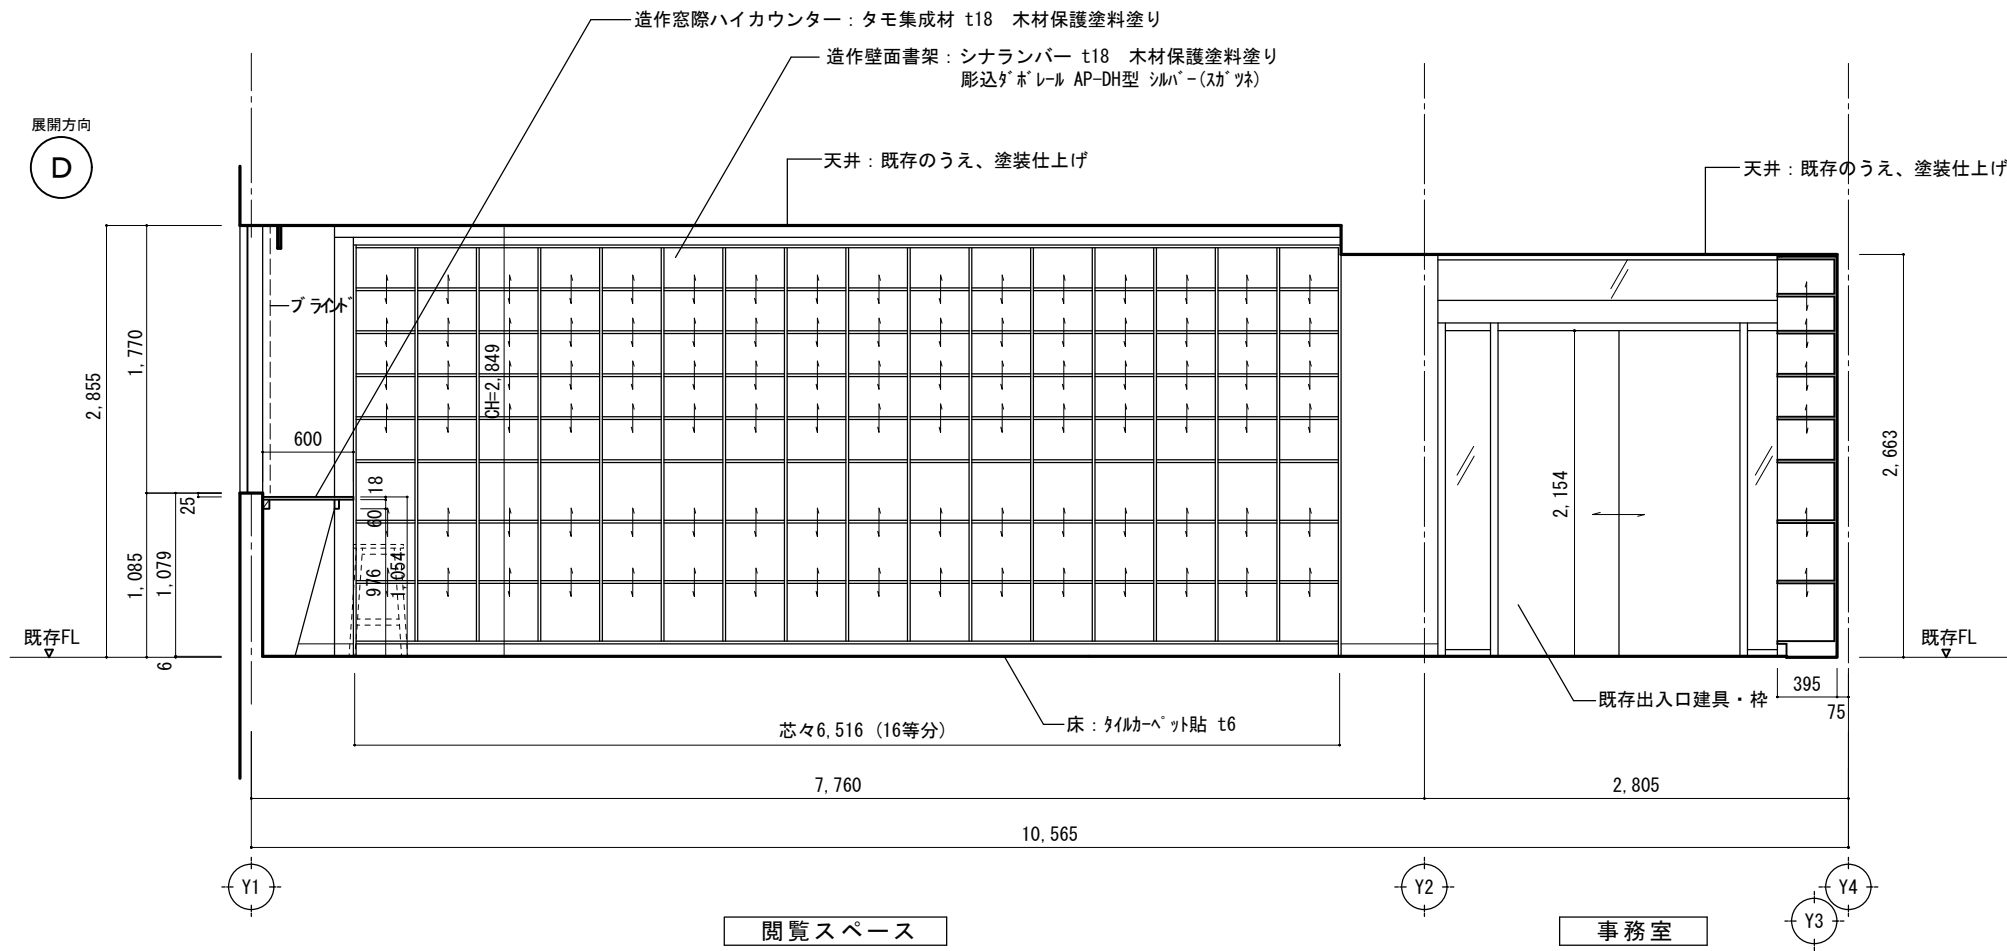 造作窓際ハイカウンター：タモ集成材 t18　木材保護塗料塗り
造作壁面書架：シナランバー t18　木材保護塗料塗り
彫込ダボレール AP-DH型 シルバー(スガツネ)
展開方向
D
天井：既存のうえ、塗装仕上げ
天井：既存のうえ、塗装仕上げ
ブラインド
2,855
1,770
CH=2,849
600
18
60
976
1,054
25
1,085
1,079
6
2,154
2,663
既存FL
既存FL
395
75
既存出入口建具・枠
床：タイルカーペット貼 t6
芯々6,516（16等分）
7,760
2,805
10,565
Y1
Y2
Y4
Y3
閲覧スペース
事務室